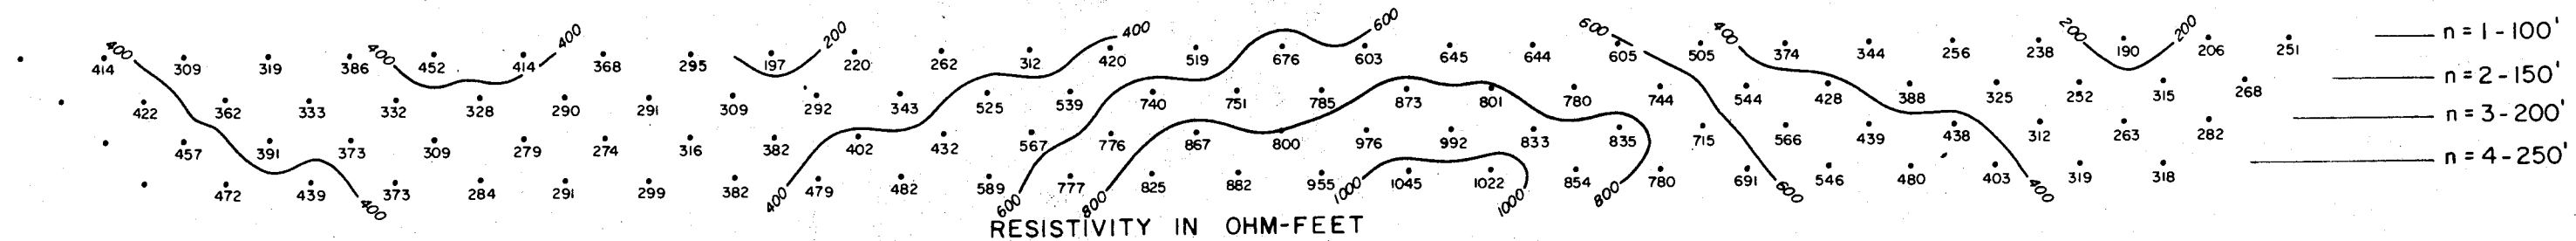 400 400 400 200 400 600 600 400 200 200
414 309 319 386 452 414 368 295 197 220 262 312 420 519 676 603 645 644 605 505 374 344 256 238 190 206 251 n = 1 - 100'
422 362 333 332 328 290 291 309 292 343 525 539 740 751 785 873 801 780 744 544 428 388 325 252 315 268 n = 2 - 150'
457 391 373 309 279 274 316 382 402 432 567 776 867 800 976 992 833 835 715 566 439 438 312 263 282 n = 3 - 200'
472 439 373 284 291 299 382 479 482 589 777 825 882 955 1045 1022 854 780 691 546 480 403 319 318 n = 4 - 250'
400 400 600 800 1000 1000 800 600 400
RESISTIVITY IN OHM-FEET